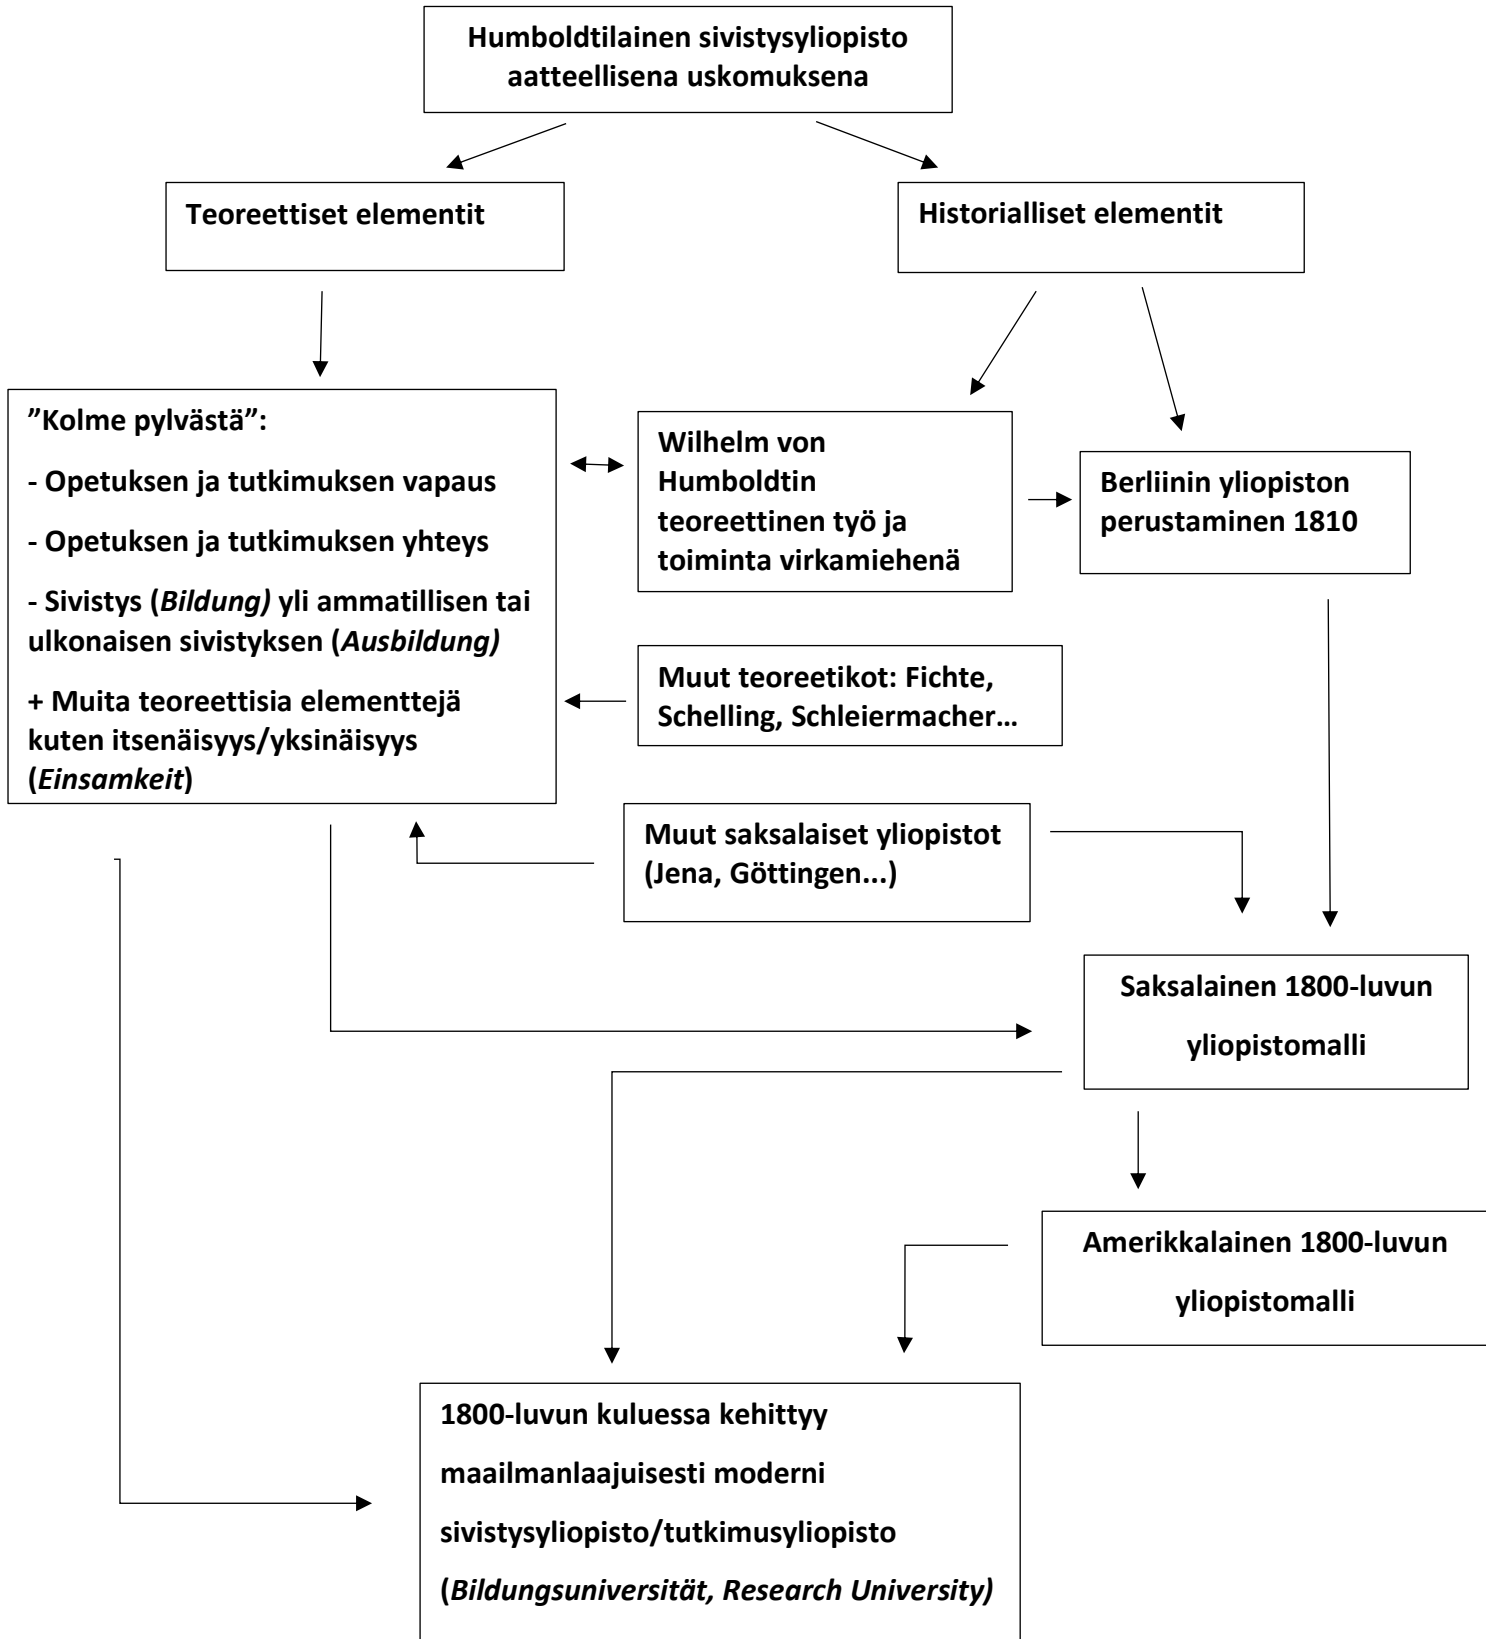 Humboldtilainen sivistysyliopisto
aatteellisena uskomuksena
Teoreettiset elementit
Historialliset elementit
”Kolme pylvästä”:
- Opetuksen ja tutkimuksen vapaus
- Opetuksen ja tutkimuksen yhteys
- Sivistys (Bildung) yli ammatillisen tai
ulkonaisen sivistyksen (Ausbildung)
+ Muita teoreettisia elementtejä
kuten itsenäisyys/yksinäisyys
(Einsamkeit)
Wilhelm von
Humboldtin
teoreettinen työ ja
toiminta virkamiehenä
Berliinin yliopiston
perustaminen 1810
Muut teoreetikot: Fichte,
Schelling, Schleiermacher…
Muut saksalaiset yliopistot
(Jena, Göttingen...)
Saksalainen 1800-luvun
yliopistomalli
Amerikkalainen 1800-luvun
yliopistomalli
1800-luvun kuluessa kehittyy
maailmanlaajuisesti moderni
sivistysyliopisto/tutkimusyliopisto
(Bildungsuniversität, Research University)